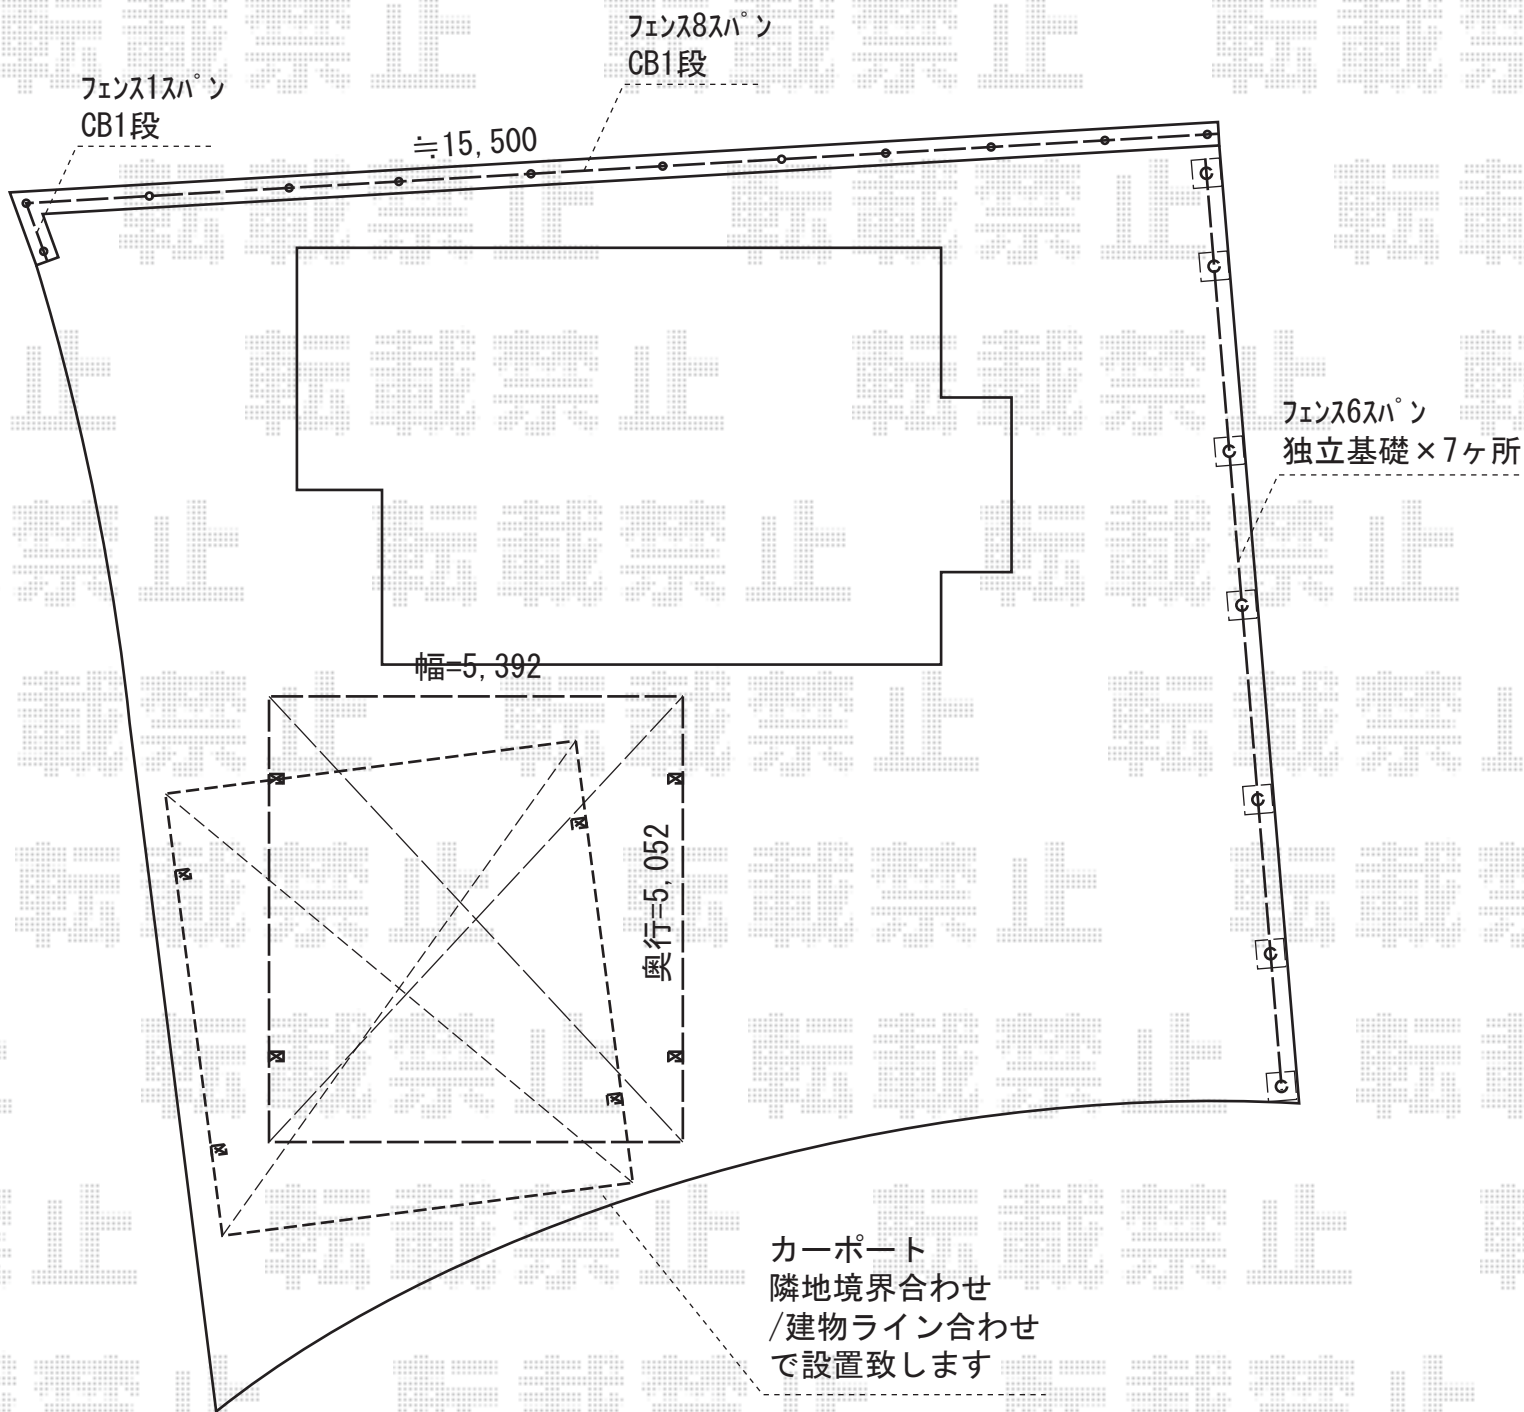 フェンス8スパン
CB1段
フェンス1スパン
CB1段
≒15,500
フェンス6スパン
独立基礎×7ヶ所
幅=5,392
奥行=5,052
カーポート
隣地境界合わせ
/建物ライン合わせ
で設置致します
転載禁止